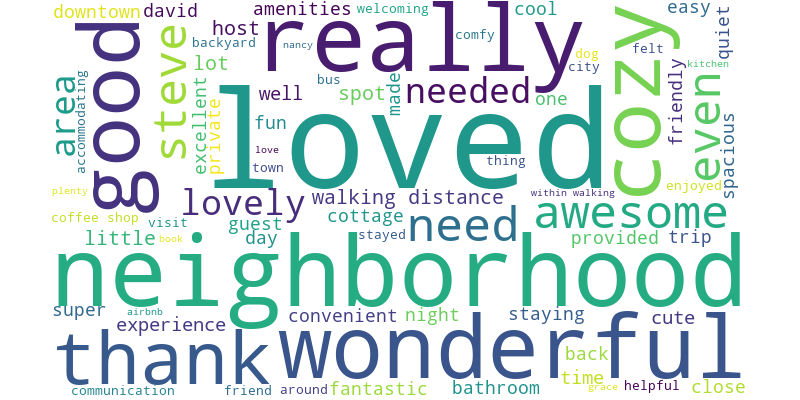 downtown
david
amenities
welcoming
cool
easy
host
really
good
steve
backyard
nancy
comfy
dog
felt
quiet
cozy
lot
bus
city
area
accommodating
excellent
private
well
spot
made
needed
one
friendly
even
spacious
fun
loved
love
town
thing
plenty
lovely
walking distance
within walking
enjoyed
coffee shop
visit
guest
cottage
need
awesome
little
book
day
stayed
provided
trip
neighborhood
super
airbnb
experience
convenient
night
staying
cute
thank
wonderful
back
time
communication
friend
around
fantastic
bathroom
grace
helpful
close
kitchen